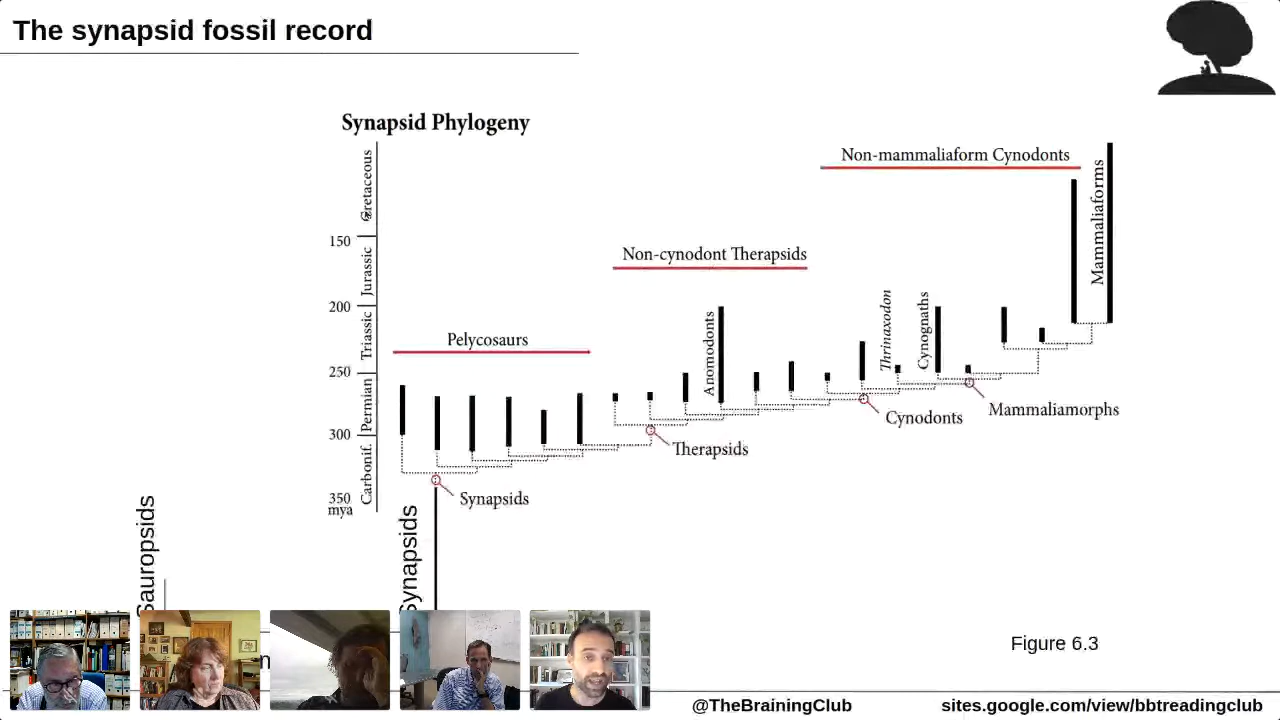 The synapsid fossil record
Synapsid Phylogeny
Cretaceous
Non-mammaliaform Cynodonts
Mammaliaforms
150
Jurassic
Non-cynodont Therapsids
200
Triassic
Pelycosaurs
Anomodonts
Thrinaxodon
Cynognaths
250
Permian
Cynodonts
Mammaliamorphs
300
Therapsids
Carbonif.
350
mya
Synapsids
Sauropsids
Synapsids
Figure 6.3
@TheBrainingClub
sites.google.com/view/bbtreadingclub